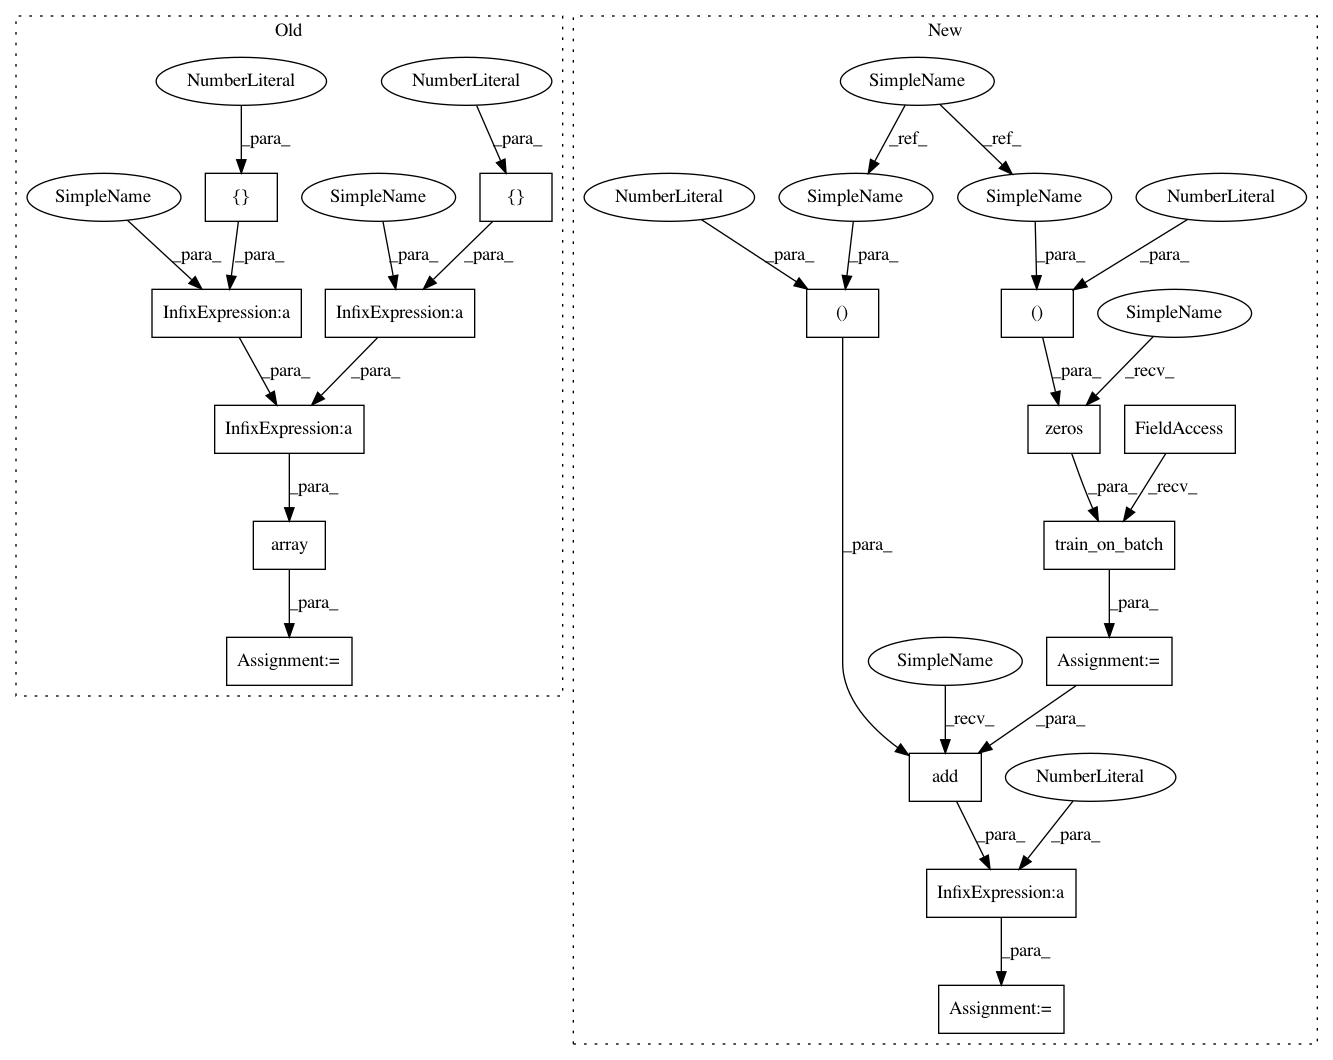 Old
New
NumberLiteral
NumberLiteral
SimpleName
_para_
_para_
_ref_
_ref_
SimpleName
{}
SimpleName
{}
NumberLiteral
SimpleName
SimpleName
NumberLiteral
_para_
_para_
_para_
_para_
_para_
_para_
_para_
_para_
InfixExpression:a
InfixExpression:a
()
()
SimpleName
_para_
_para_
_para_
_recv_
InfixExpression:a
zeros
FieldAccess
_para_
_para_
_recv_
array
_para_
train_on_batch
_para_
_para_
Assignment:=
SimpleName
Assignment:=
_recv_
_para_
add
NumberLiteral
_para_
_para_
InfixExpression:a
_para_
Assignment:=